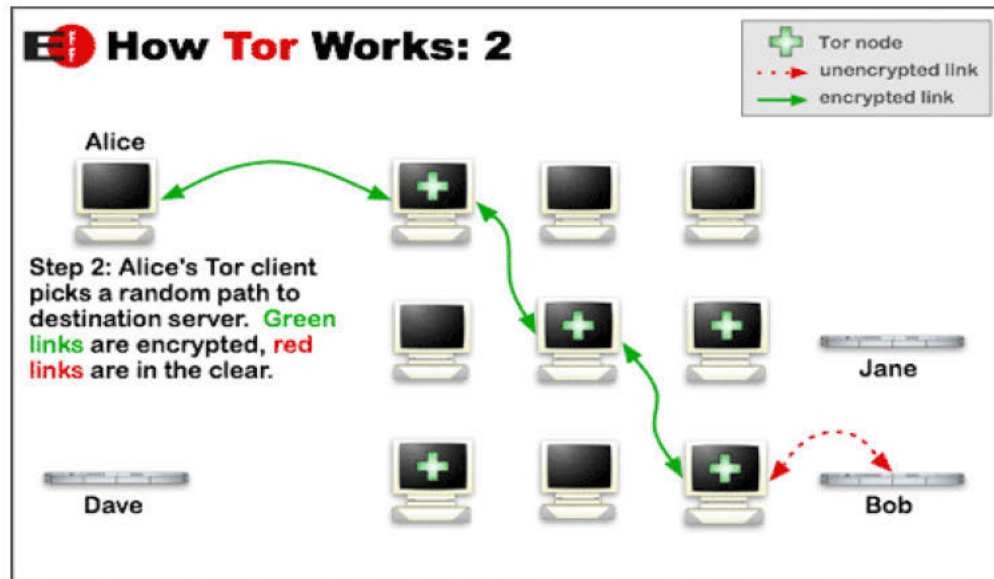 EFF How Tor Works: 2
Tor node
unencrypted link
encrypted link
Alice
Step 2: Alice's Tor client
picks a random path to
destination server. Green
links are encrypted, red
links are in the clear.
Jane
Dave
Bob